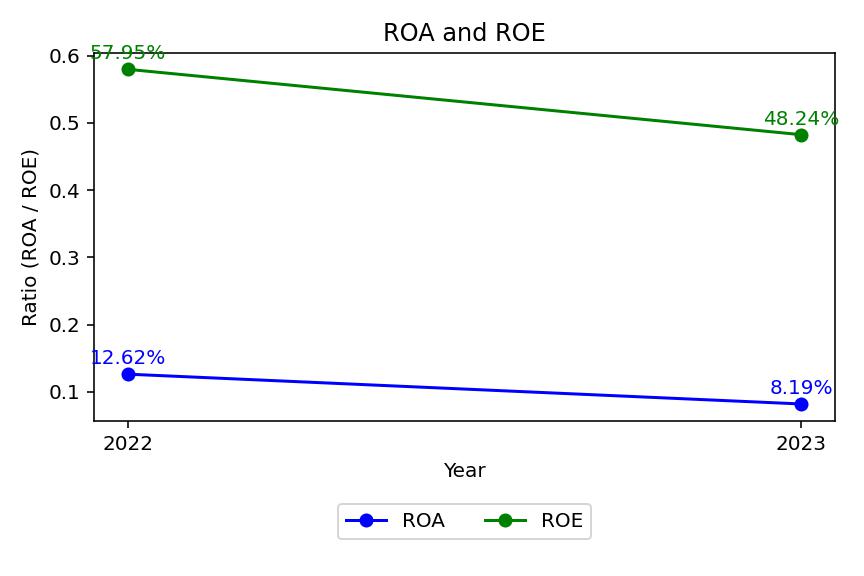 ROA and ROE
57.95%
48.24%
12.62%
8.19%
Ratio (ROA / ROE)
0.6
0.5
0.4
0.3
0.2
0.1
2022 2023
Year
ROA ROE